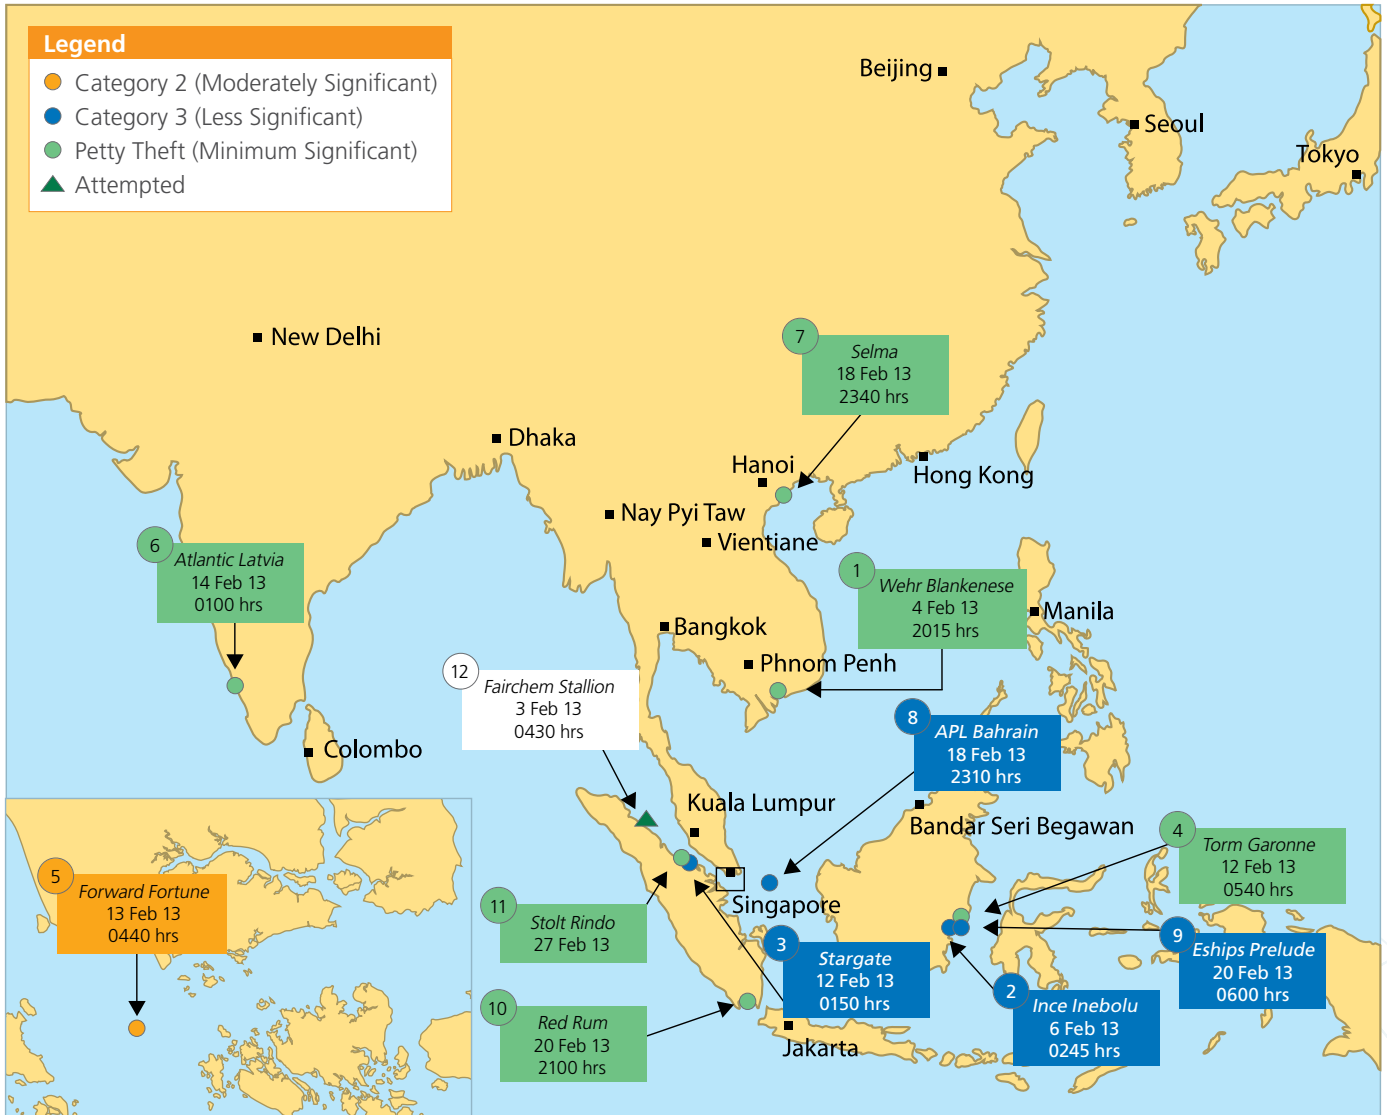 Legend
Category 2 (Moderately Significant)
Category 3 (Less Significant)
Petty Theft (Minimum Significant)
Attempted
Beijing
Seoul
Tokyo
New Delhi
7
Selma
18 Feb 13
2340 hrs
Dhaka
Hanoi
Hong Kong
Nay Pyi Taw
Vientiane
6
Atlantic Latvia
14 Feb 13
0100 hrs
1
Wehr Blankenese
4 Feb 13
2015 hrs
Manila
Bangkok
Phnom Penh
12
Fairchem Stallion
3 Feb 13
0430 hrs
8
APL Bahrain
18 Feb 13
2310 hrs
Colombo
Kuala Lumpur
Bandar Seri Begawan
4
Torm Garonne
12 Feb 13
0540 hrs
5
Forward Fortune
13 Feb 13
0440 hrs
Singapore
11
Stolt Rindo
27 Feb 13
3
Stargate
12 Feb 13
0150 hrs
9
Eships Prelude
20 Feb 13
0600 hrs
2
Ince Inebolu
6 Feb 13
0245 hrs
10
Red Rum
20 Feb 13
2100 hrs
Jakarta